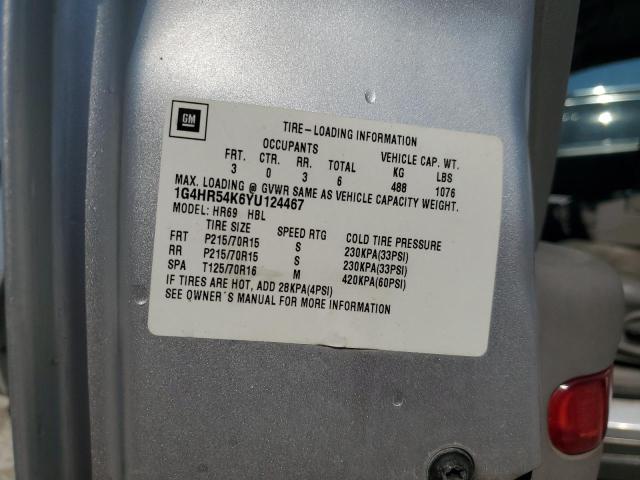 GM
TIRE-LOADING INFORMATION
OCCUPANTS VEHICLE CAP. WT.
FRT. CTR. RR. TOTAL KG LBS
3 0 3 6 488 1076
MAX. LOADING @ GVWR SAME AS VEHICLE CAPACITY WEIGHT.
1G4HR54K6YU124467
MODEL: HR69 HBL
TIRE SIZE SPEED RTG COLD TIRE PRESSURE
FRT P215/70R15 S 230KPA(33PSI)
RR P215/70R15 S 230KPA(33PSI)
SPA T125/70R16 M 420KPA(60PSI)
IF TIRES ARE HOT, ADD 28KPA(4PSI)
SEE OWNER'S MANUAL FOR MORE INFORMATION